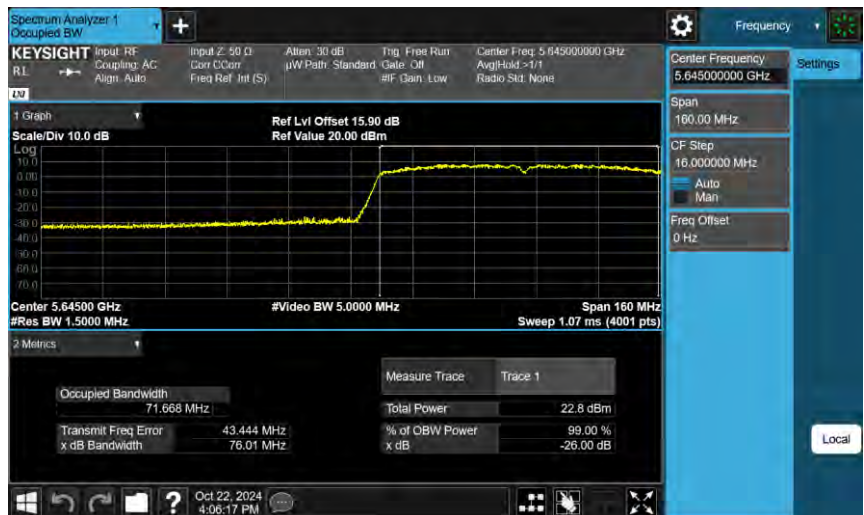 Spectrum Analyzer 1
Occupied BW
+
Frequency
KEYSIGHT
RL
Input: RF
Coupling: AC
Align: Auto
Input Z: 50 Ω
Corr CCorr
Freq Ref: Int (S)
Atten: 30 dB
µW Path: Standard
Trig: Free Run
Gate: Off
#IF Gain: Low
Center Freq: 5.645000000 GHz
Avg|Hold:>1/1
Radio Std: None
LNI
Center Frequency
5.645000000 GHz
Settings
Span
160.00 MHz
CF Step
16.000000 MHz
Auto
Man
Freq Offset
0 Hz
1 Graph
Scale/Div 10.0 dB
Ref Lvl Offset 15.90 dB
Ref Value 20.00 dBm
Log
10.0
0.00
-10.0
-20.0
-30.0
-40.0
-50.0
-60.0
-70.0
Center 5.64500 GHz
#Res BW 1.5000 MHz
#Video BW 5.0000 MHz
Span 160 MHz
Sweep 1.07 ms (4001 pts)
2 Metrics
Measure Trace
Trace 1
Occupied Bandwidth
71.668 MHz
Total Power
22.8 dBm
Transmit Freq Error
43.444 MHz
% of OBW Power
99.00 %
x dB Bandwidth
76.01 MHz
x dB
-26.00 dB
Local
?
Oct 22, 2024
4:06:17 PM